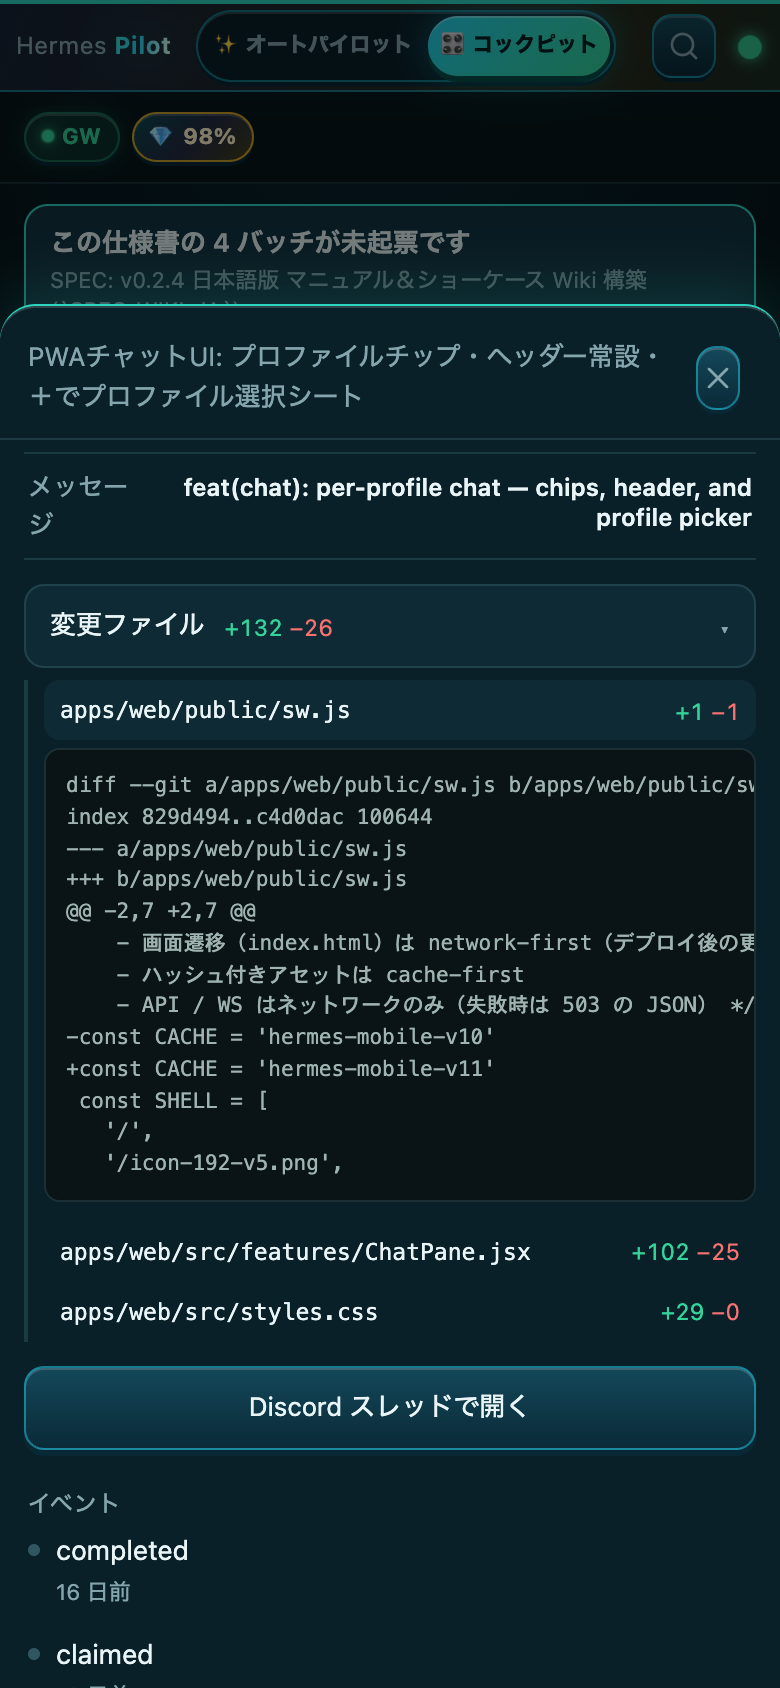 Hermes Pilot
✨ オートパイロット
🎛️ コックピット
GW
💎 98%
この仕様書の 4 バッチが未起票です
SPEC: v0.2.4 日本語版 マニュアル＆ショーケース Wiki 構築
PWAチャットUI: プロファイルチップ・ヘッダー常設・
＋でプロファイル選択シート
メッセー
ジ
feat(chat): per-profile chat — chips, header, and
profile picker
変更ファイル +132 −26 ▾
apps/web/public/sw.js +1 −1
diff --git a/apps/web/public/sw.js b/apps/web/public/sw
index 829d494..c4d0dac 100644
--- a/apps/web/public/sw.js
+++ b/apps/web/public/sw.js
@@ -2,7 +2,7 @@
    - 画面遷移（index.html）は network-first（デプロイ後の更
    - ハッシュ付きアセットは cache-first
    - API / WS はネットワークのみ（失敗時は 503 の JSON） */
-const CACHE = 'hermes-mobile-v10'
+const CACHE = 'hermes-mobile-v11'
 const SHELL = [
   '/',
   '/icon-192-v5.png',
apps/web/src/features/ChatPane.jsx +102 −25
apps/web/src/styles.css +29 −0
Discord スレッドで開く
イベント
completed
16 日前
claimed